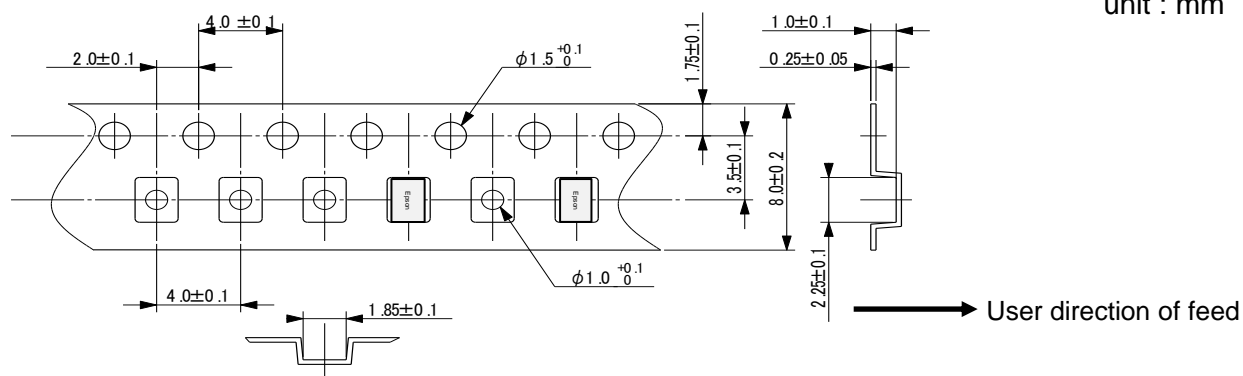 unit : mm
4.0 ±0.1
1.0±0.1
2.0±0.1
φ1.5 +0.1 0
1.75±0.1
0.25±0.05
3.5±0.1
8.0±0.2
Epson
Epson
φ1.0 +0.1 0
4.0±0.1
2.25±0.1
1.85±0.1
User direction of feed